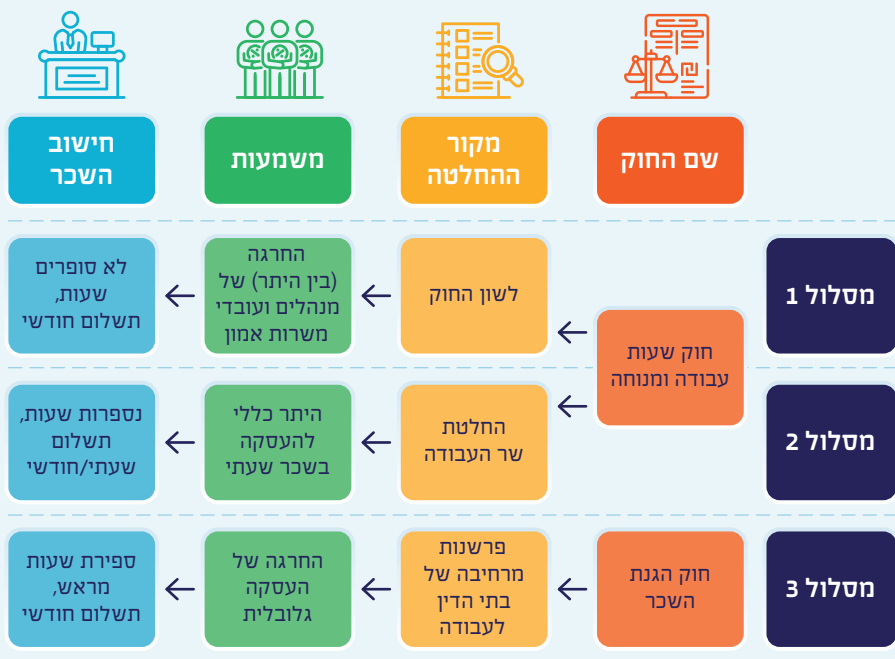 שם החוק
מקור
ההחלטה
משמעות
חישוב
השכר
מסלול 1
חוק שעות
עבודה ומנוחה
לשון החוק
החרגה
(בין היתר) של
מנהלים ועובדי
משרות אמון
לא סופרים
שעות,
תשלום חודשי
מסלול 2
החלטת
שר העבודה
היתר כללי
להעסקה
בשכר שעתי
נספרות שעות,
תשלום
שעתי/חודשי
מסלול 3
חוק הגנת
השכר
פרשנות
מרחיבה של
בתי הדין
לעבודה
החרגה של
העסקה
גלובלית
ספירת שעות
מראש,
תשלום חודשי